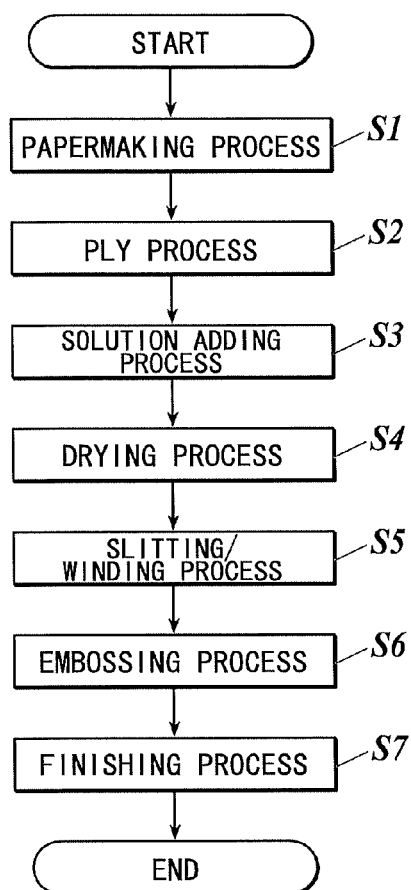 START
PAPERMAKING PROCESS
S1
PLY PROCESS
S2
SOLUTION ADDING
PROCESS
S3
DRYING PROCESS
S4
SLITTING/
WINDING PROCESS
S5
EMBOSSING PROCESS
S6
FINISHING PROCESS
S7
END